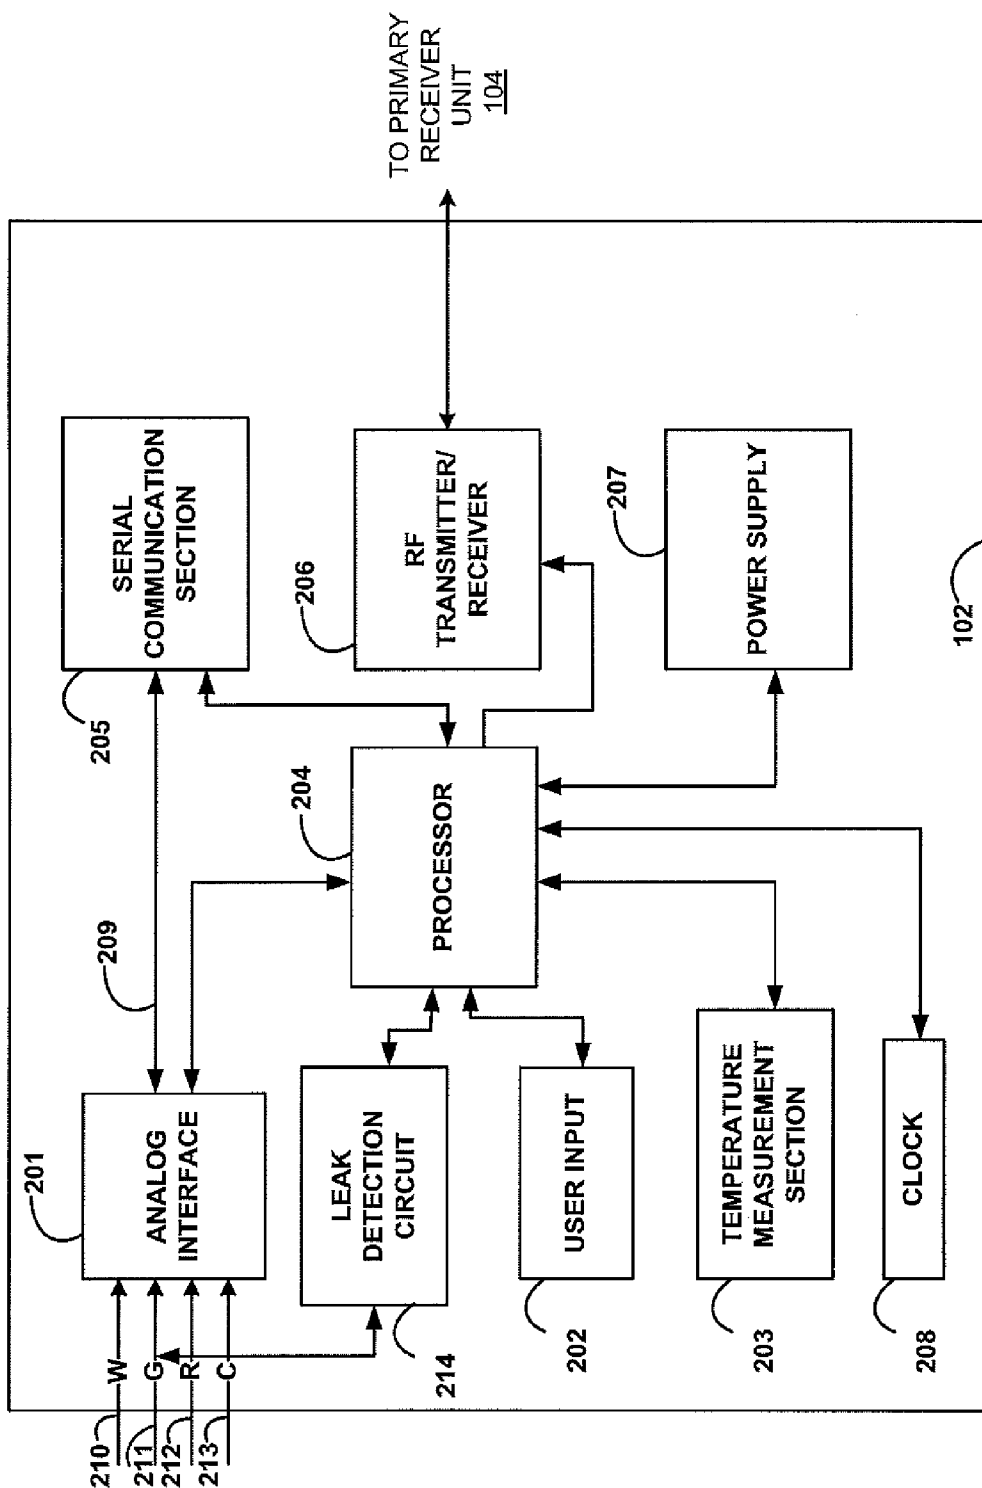 210
W
211
G
212
R
213
C
201
ANALOG
INTERFACE
209
205
SERIAL
COMMUNICATION
SECTION
214
LEAK
DETECTION
CIRCUIT
204
PROCESSOR
206
RF
TRANSMITTER/
RECEIVER
TO PRIMARY
RECEIVER
UNIT
104
202
USER INPUT
207
POWER SUPPLY
203
TEMPERATURE
MEASUREMENT
SECTION
208
CLOCK
102